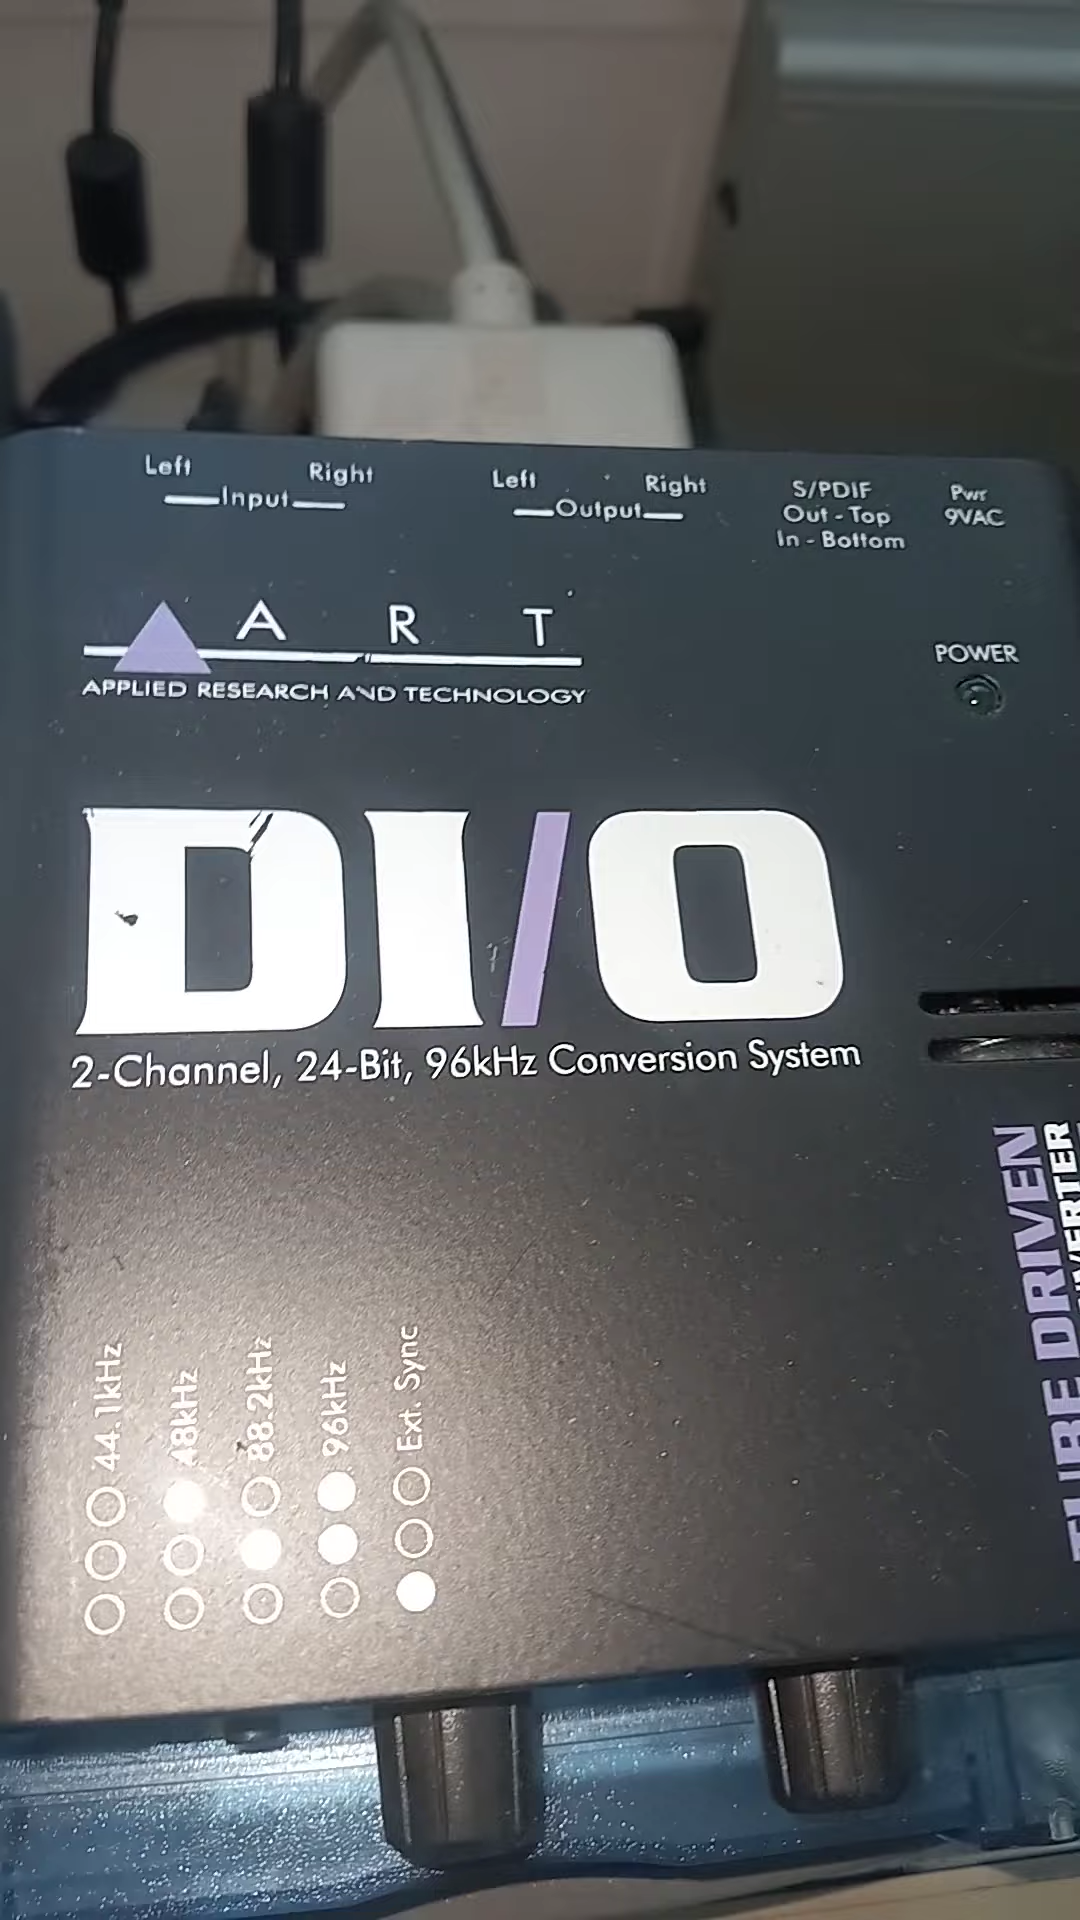 Left Right
Input
Left Right
Output
S/PDIF
Out - Top
In - Bottom
Pwr
9VAC
A R T
APPLIED RESEARCH AND TECHNOLOGY
POWER
DI/O
2-Channel, 24-Bit, 96kHz Conversion System
44.1kHz
48kHz
88.2kHz
96kHz
Ext. Sync
TUBE DRIVEN